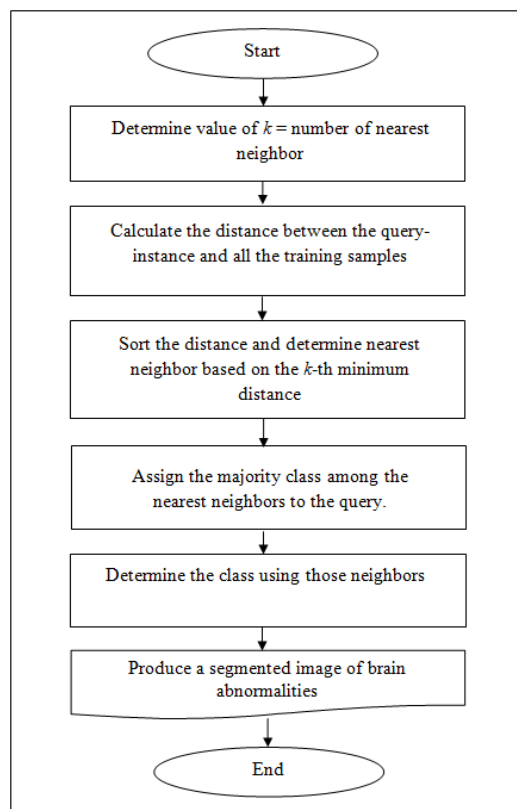 Start
Determine value of k = number of nearest
neighbor
Calculate the distance between the query-
instance and all the training samples
Sort the distance and determine nearest
neighbor based on the k-th minimum
distance
Assign the majority class among the
nearest neighbors to the query.
Determine the class using those neighbors
Produce a segmented image of brain
abnormalities
End